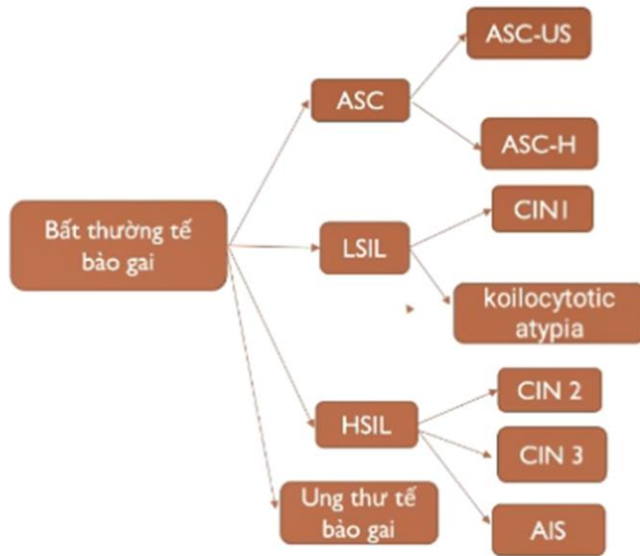 ASC-US
ASC
ASC-H
Bất thường tế
bào gai
CIN1
LSIL
koilocytotic
atypia
CIN 2
HSIL
CIN 3
Ung thư tế
bào gai
AIS